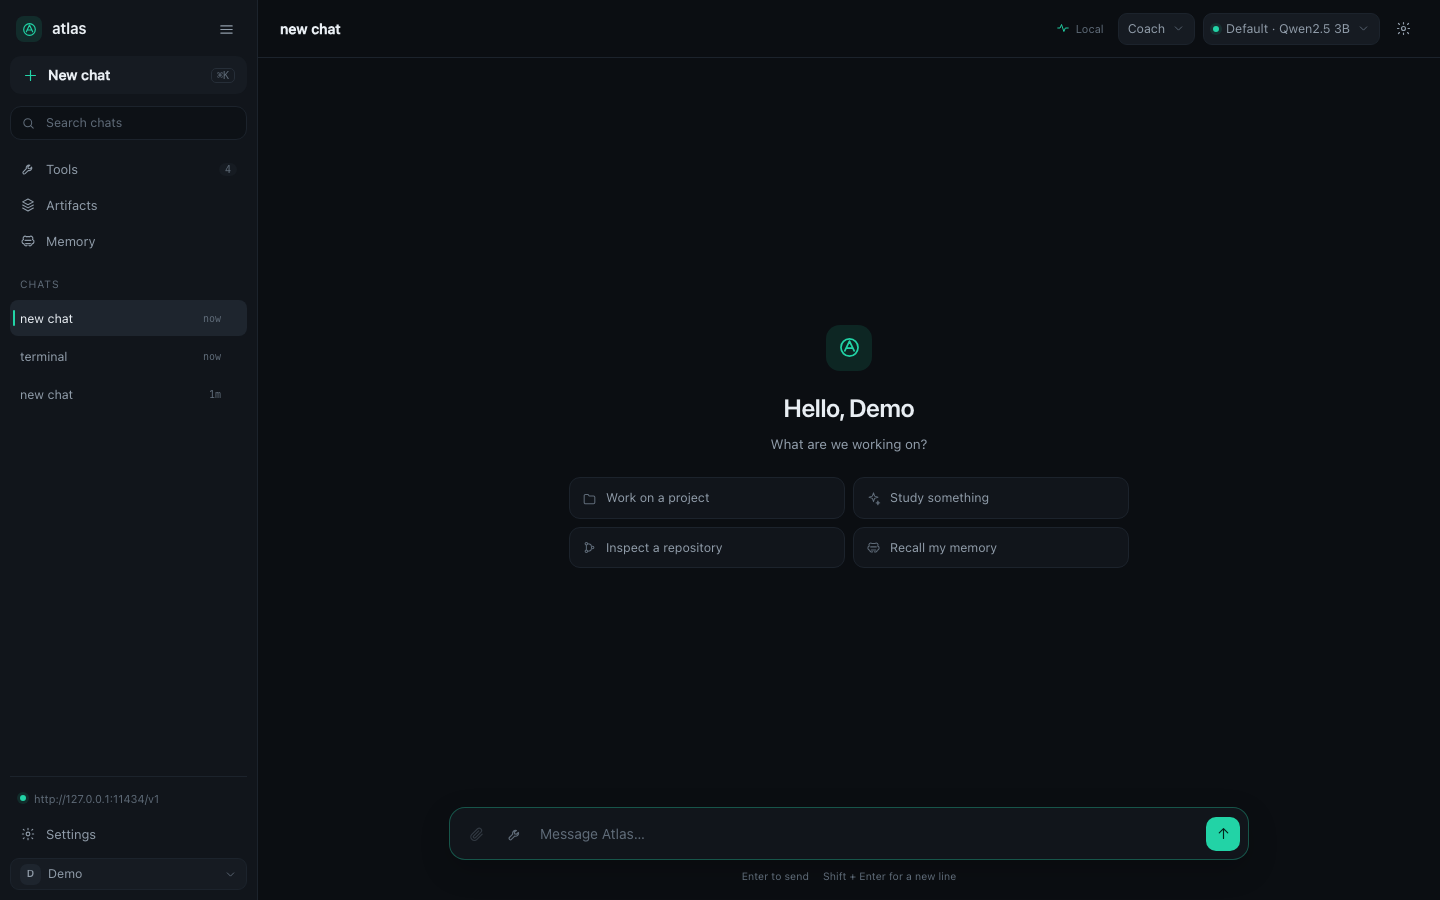 atlas
New chat
⌘K
Search chats
Tools 4
Artifacts
Memory
CHATS
new chat now
terminal now
new chat 1m
http://127.0.0.1:11434/v1
Settings
D Demo
new chat
Local
Coach
Default · Qwen2.5 3B
Hello, Demo
What are we working on?
Work on a project
Study something
Inspect a repository
Recall my memory
Message Atlas...
Enter to send Shift + Enter for a new line